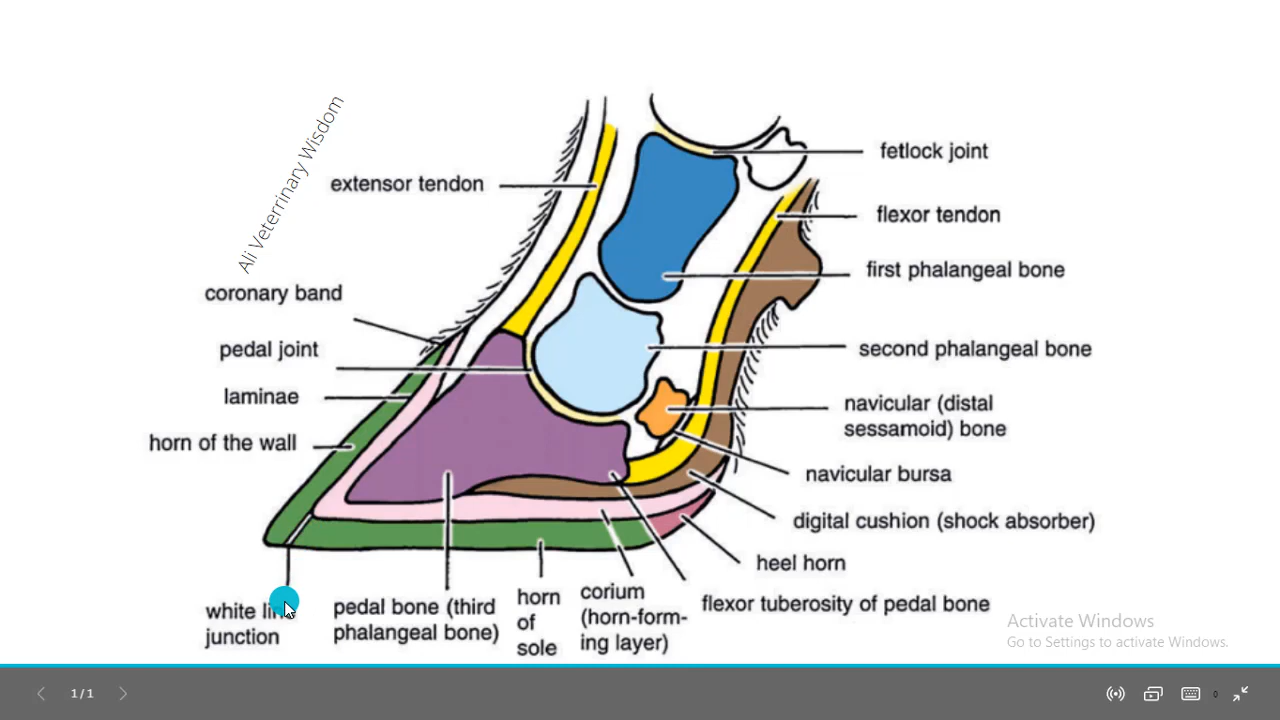 Ali Veterrinary Wisdom
fetlock joint
extensor tendon
flexor tendon
first phalangeal bone
coronary band
pedal joint
second phalangeal bone
laminae
navicular (distal
sessamoid) bone
horn of the wall
navicular bursa
digital cushion (shock absorber)
heel horn
flexor tuberosity of pedal bone
white
junction
pedal bone (third
phalangeal bone)
horn
of
sole
corium
(horn-form-
ing layer)
Activate Windows
Go to Settings to activate Windows.
1/1
0